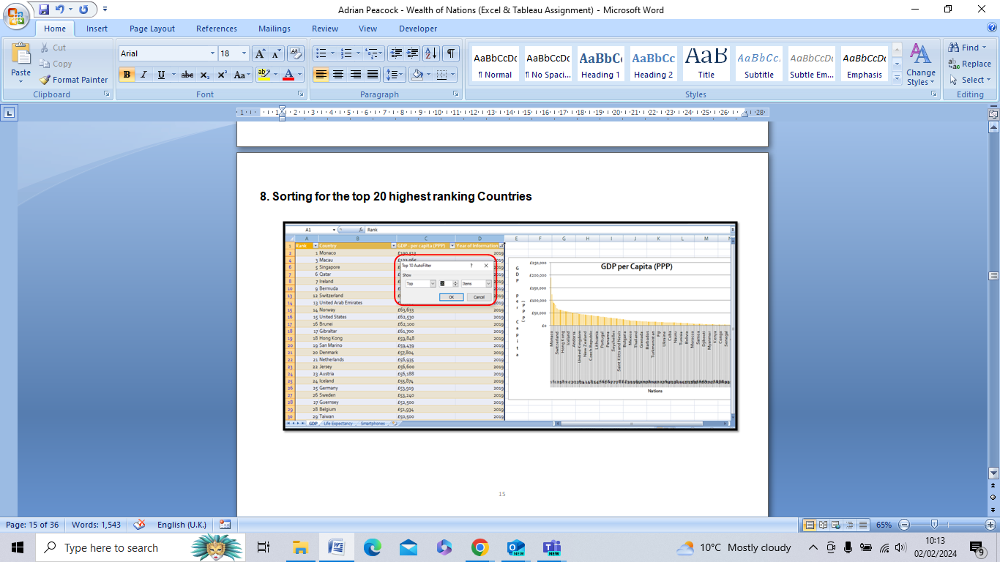 Adrian Peacock - Wealth of Nations (Excel & Tableau Assignment) - Microsoft Word
Home Insert Page Layout References Mailings Review View Developer
Paste
Cut
Copy
Format Painter
Clipboard
Arial 18
Font
Paragraph
AaBbCcDc AaBbCcDc AaBbC AaBbCc AaB AaBbCc. AaBbCcDc AaBbCcDc
¶ Normal ¶ No Spaci... Heading 1 Heading 2 Title Subtitle Subtle Em... Emphasis
Change Styles
Styles
Find
Replace
Select
Editing
1 1 2 3 4 5 6 7 8 9 10 11 12 13 14 15 16 17 18 19 20 21 22 23 24 25 26 28
8. Sorting for the top 20 highest ranking Countries
A1 fx Rank
A B C D E F G H I J K L M
1 Rank Country GDP - per capita (PPP) Year of Information
2 1 Monaco £190,513 2019
4 3 Macau 2019
6 5 Singapore 2019
7 6 Qatar 2019
8 7 Ireland 2019
10 9 Bermuda 2019
13 12 Switzerland 2019
14 13 United Arab Emirates 2019
15 14 Norway £63,633 2019
16 15 United States £62,530 2019
17 16 Brunei £62,100 2019
18 17 Gibraltar £61,700 2019
19 18 Hong Kong £59,848 2019
20 19 San Marino £59,439 2019
21 20 Denmark £57,804 2019
22 21 Netherlands £56,935 2019
23 22 Jersey £56,600 2019
24 23 Austria £56,188 2019
25 24 Iceland £55,874 2019
26 25 Germany £53,919 2019
27 26 Sweden £53,240 2019
28 27 Guernsey £52,500 2019
29 28 Belgium £51,934 2019
30 29 Taiwan £50,500 2019
Top 10 AutoFilter
Show
Top 20 Items
OK Cancel
GDP per Capita (PPP)
GDP per Capita (PPP)
£250,000
£200,000
£150,000
£100,000
£50,000
£0
Monaco Switzerland Hong Kong Iceland Andorra United Kingdom New Zealand Czech Republic Lithuania Portugal Panama Seychelles Saint Kitts and Nevis Bulgaria Mexico Thailand Grenada Barbados Turkmenistan Fiji Ukraine Cuba Nauru Tunisia Bolivia Morocco Samoa Djibouti Myanmar Kenya Congo Senegal
Nations
GDP Life Expectancy Smartphones
15
Page: 15 of 36 Words: 1,543 English (U.K.) 65%
Type here to search
10°C Mostly cloudy
10:13
02/02/2024
9
NEW NEW